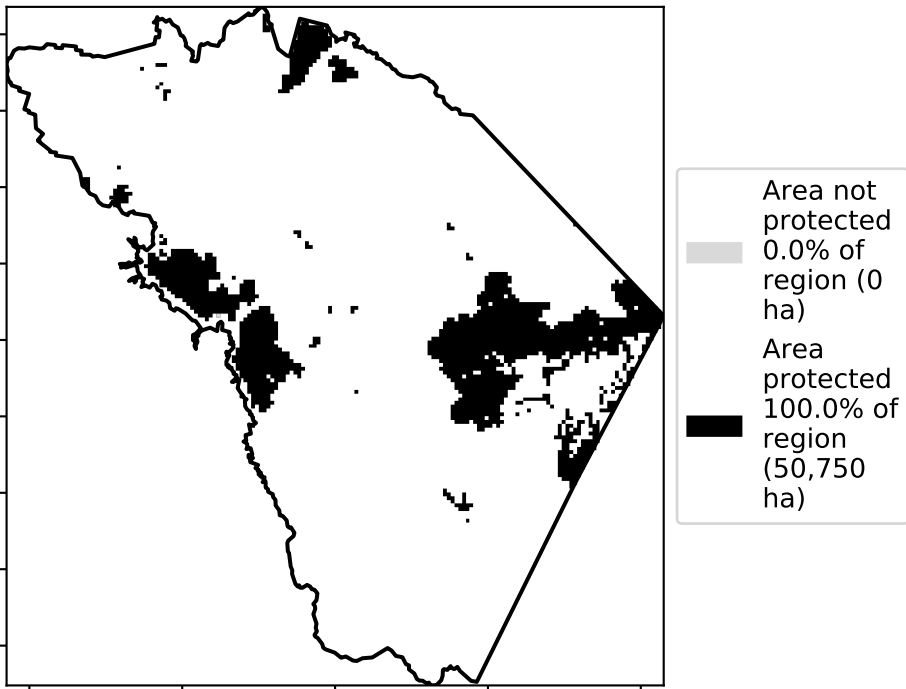 Area not
protected
0.0% of
region (0
ha)
Area
protected
100.0% of
region
(50,750
ha)